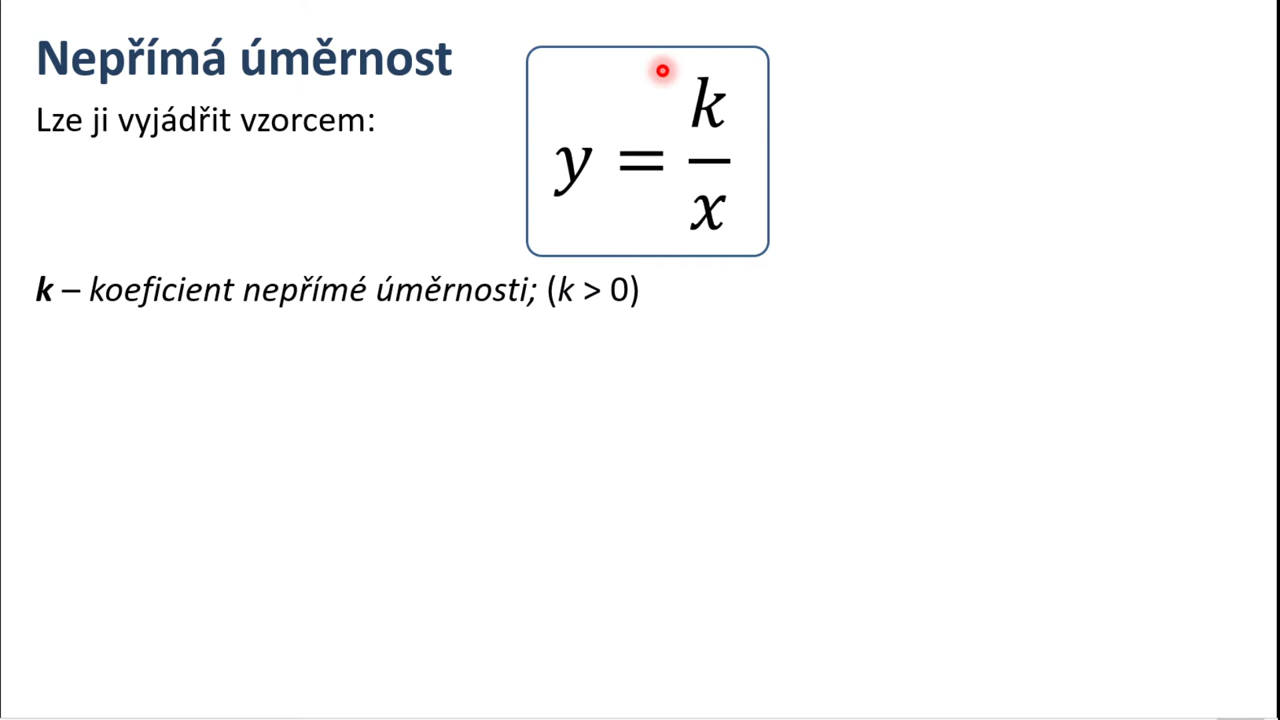 Nepřímá úměrnost
Lze ji vyjádřit vzorcem:
y = k/x
k – koeficient nepřímé úměrnosti; (k > 0)